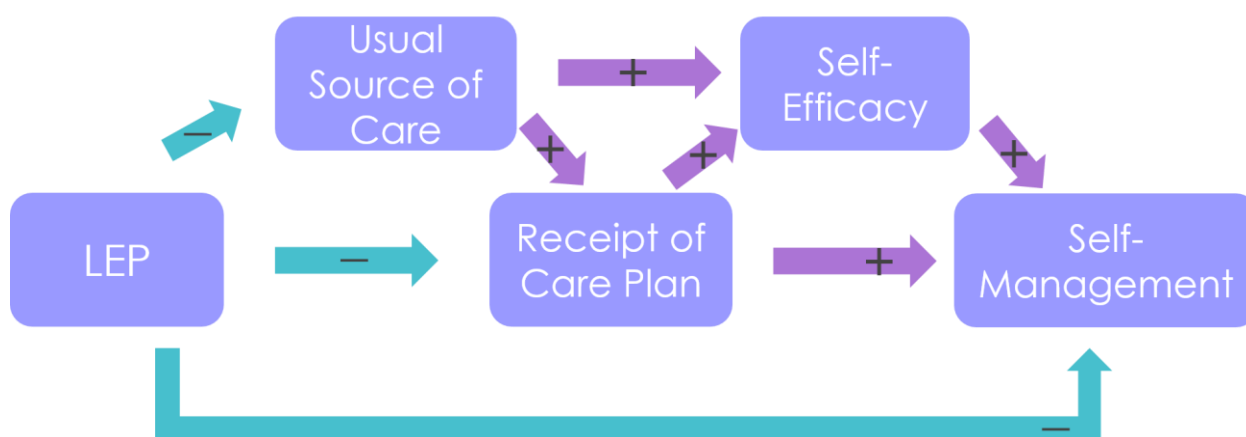 Usual
Source of
Care
+
Self-
Efficacy
−
+
+
+
LEP
−
Receipt of
Care Plan
+
Self-
Management
−